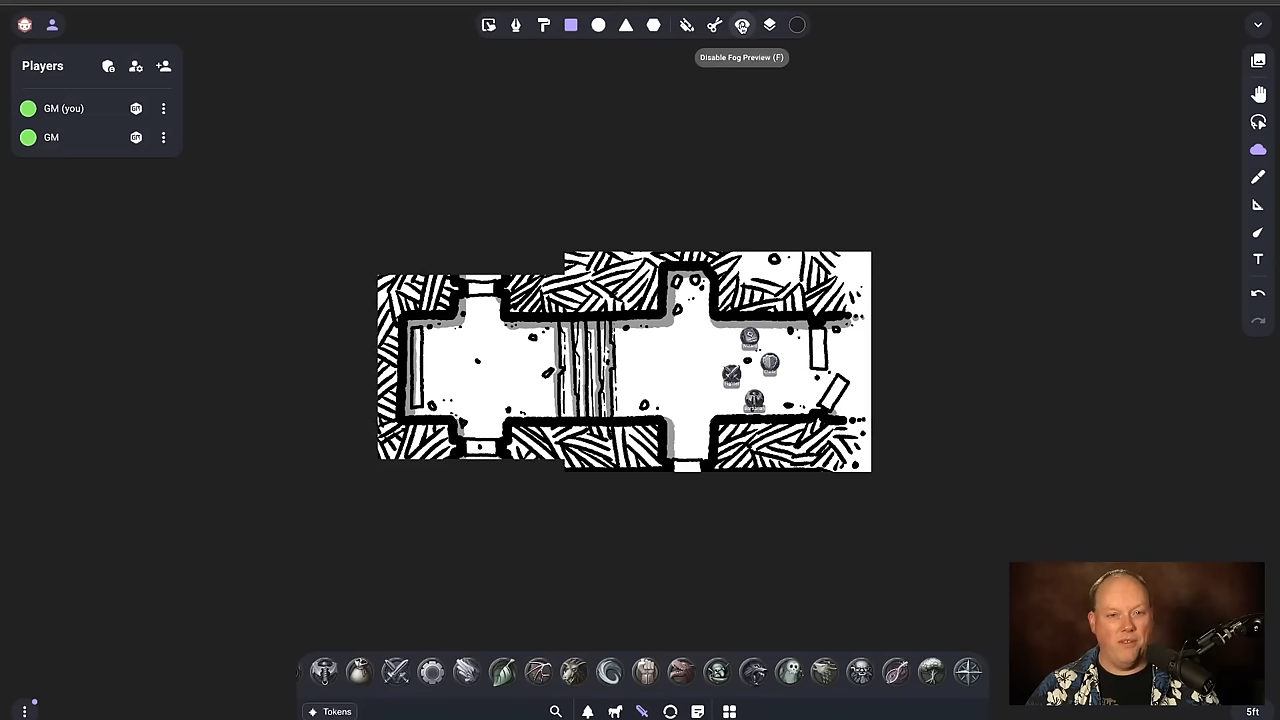 Disable Fog Preview (F)
Players
GM (you)
GM
Tokens
5ft